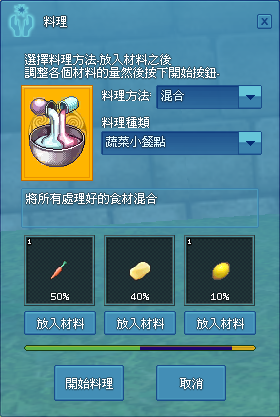 料理
選擇料理方法.放入材料之後
調整各個材料的量然後按下開始按鈕.
料理方法: 混合
料理種類
蔬菜小餐點
將所有處理好的食材混合
1 1 1
50% 40% 10%
放入材料 放入材料 放入材料
開始料理 取消